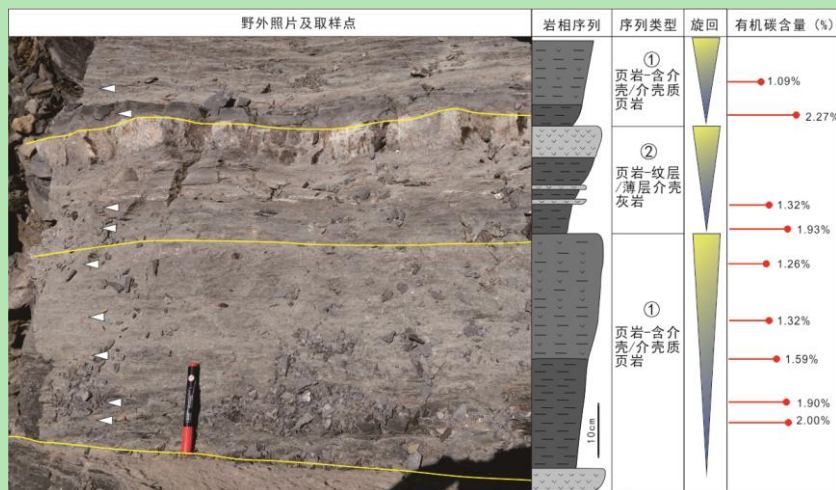 野外照片及取样点
岩相序列
序列类型
旋回
有机碳含量 (%)
①
页岩-含介
壳/介壳质
页岩
1.09%
2.27%
②
页岩-纹层
/薄层介壳
灰岩
1.32%
1.93%
①
页岩-含介
壳/介壳质
页岩
1.26%
1.32%
1.59%
1.90%
2.00%
10cm